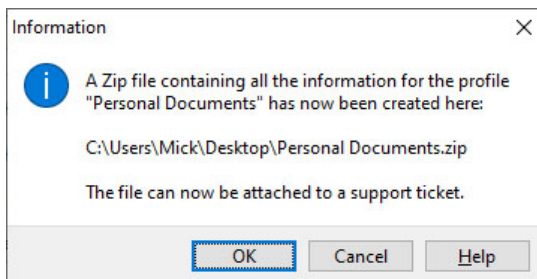 Information
A Zip file containing all the information for the profile
"Personal Documents" has now been created here:
C:\Users\Mick\Desktop\Personal Documents.zip
The file can now be attached to a support ticket.
OK Cancel Help